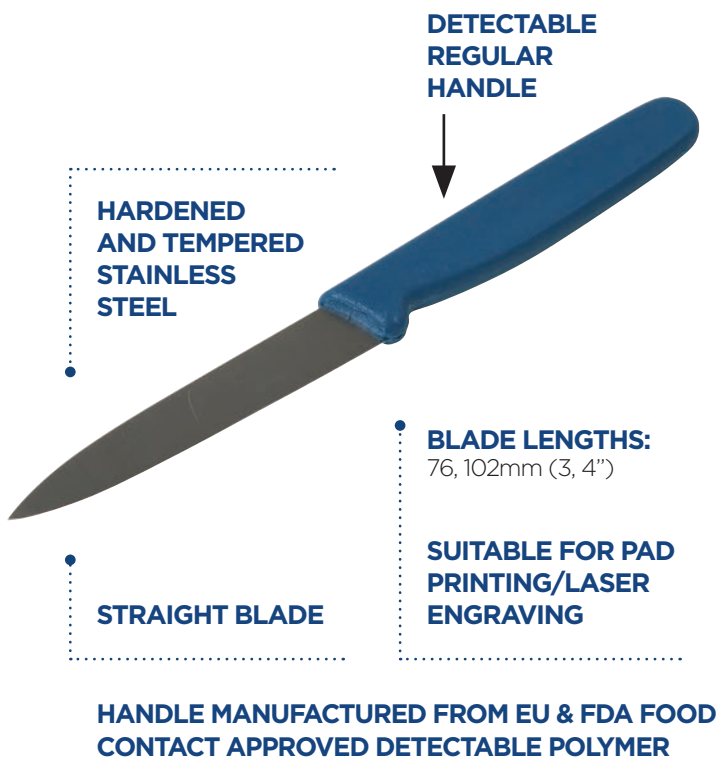 DETECTABLE
REGULAR
HANDLE
HARDENED
AND TEMPERED
STAINLESS
STEEL
BLADE LENGTHS:
76, 102mm (3, 4”)
SUITABLE FOR PAD
PRINTING/LASER
ENGRAVING
STRAIGHT BLADE
HANDLE MANUFACTURED FROM EU & FDA FOOD
CONTACT APPROVED DETECTABLE POLYMER